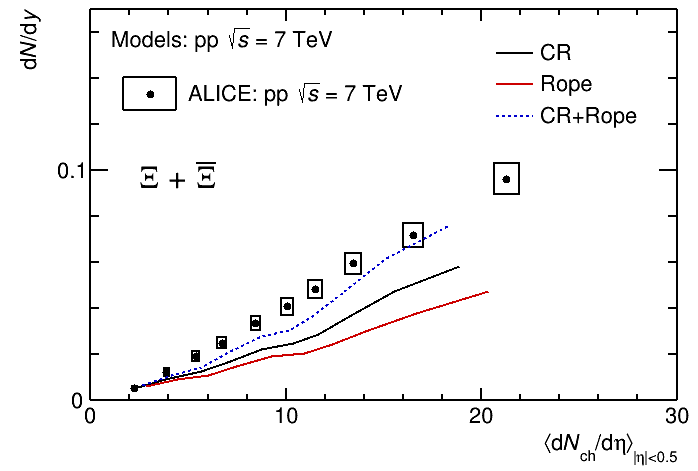 dN/dy
Models: pp √s = 7 TeV
ALICE: pp √s = 7 TeV
CR
Rope
CR+Rope
Ξ + Ξ̅
0.1
0
0 10 20 30
⟨dN_ch/dη⟩_|η|<0.5